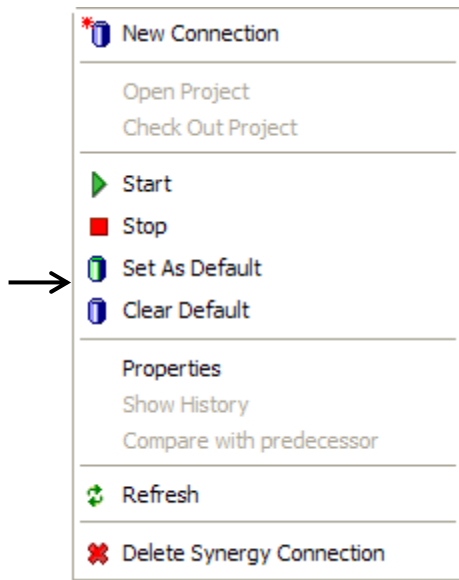 New Connection
Open Project
Check Out Project
Start
Stop
Set As Default
Clear Default
Properties
Show History
Compare with predecessor
Refresh
Delete Synergy Connection